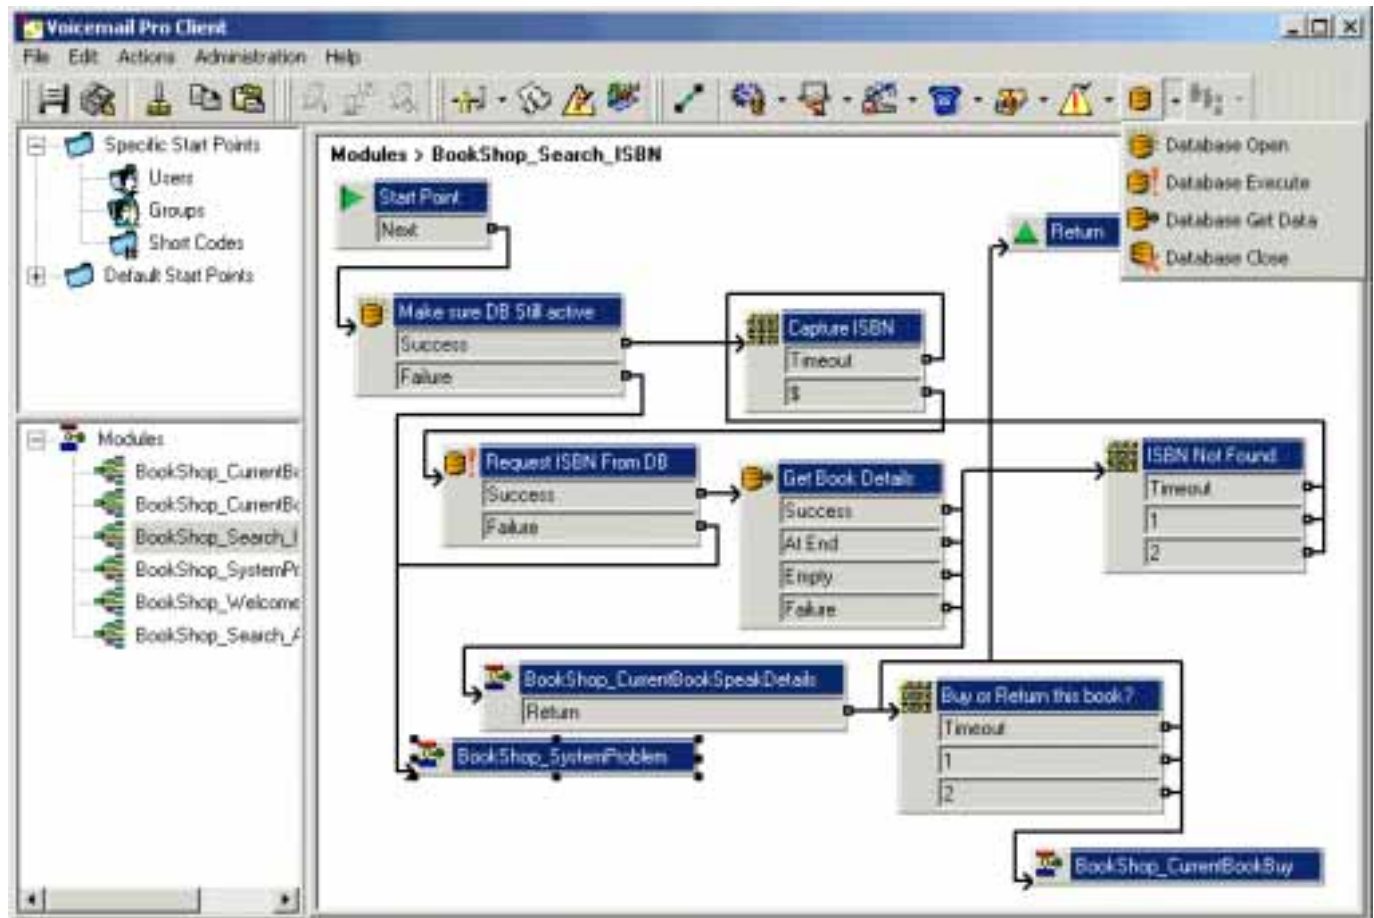 Voicemail Pro Client
File Edit Actions Administration Help
Specific Start Points
Users
Groups
Short Codes
Default Start Points
Modules
BookShop_CurrentB
BookShop_CurrentB
BookShop_Search_I
BookShop_SystemPr
BookShop_Welcome
BookShop_Search_A
Modules > BookShop_Search_ISBN
Start Point
Next
Return
Database Open
Database Execute
Database Get Data
Database Close
Make sure DB Still active
Success
Failure
Capture ISBN
Timeout
$
Request ISBN From DB
Success
Failure
Get Book Details
Success
At End
Empty
Failure
ISBN Not Found
Timeout
1
2
BookShop_CurrentBookSpeakDetails
Return
BookShop_SystemProblem
Buy or Return this book?
Timeout
1
2
BookShop_CurrentBookBuy